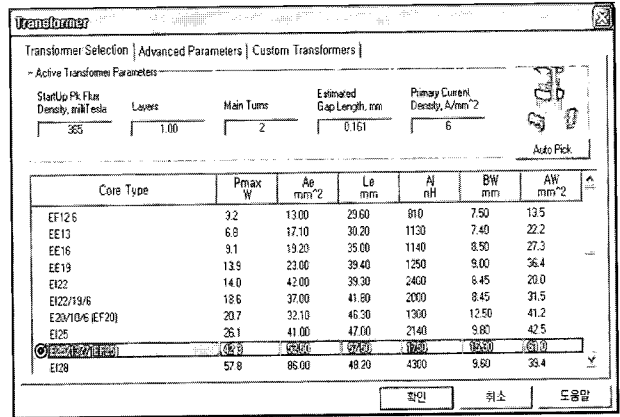 Transformer
Transformer Selection | Advanced Parameters | Custom Transformers |
Active Transformer Parameters
StartUp Pk Flux Density, milliTesla
365
Layers
1.00
Main Turns
2
Estimated Gap Length, mm
0.161
Primary Current Density, A/mm^2
6
Auto Pick
Core Type Pmax W Ae mm^2 Le mm Al nH BW mm AW mm^2
EF12.6 3.2 13.00 29.60 810 7.50 13.5
EE13 6.8 17.10 30.20 1130 7.40 22.2
EE16 9.1 19.20 35.00 1140 8.50 27.3
EE19 13.9 23.00 39.40 1250 9.00 36.4
EI22 14.0 42.00 39.30 2400 8.45 20.0
EI22/19/6 18.6 37.00 41.80 2000 8.45 31.5
E20/10/6 (EF20) 20.7 32.10 46.30 1300 12.50 41.2
EI25 26.1 41.00 47.00 2140 9.80 42.5
EI28 57.8 86.00 48.20 4300 9.60 39.4
확인 취소 도움말